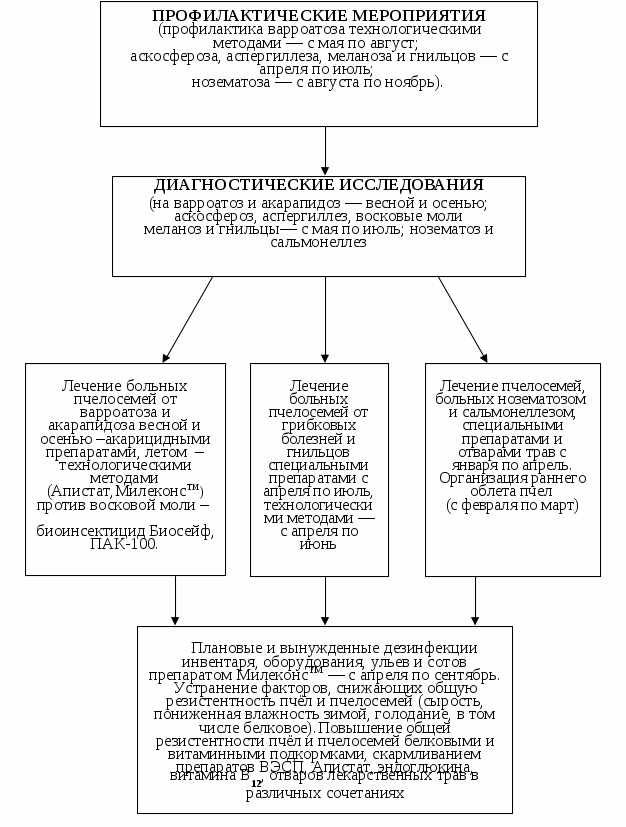 ПРОФИЛАКТИЧЕСКИЕ МЕРОПРИЯТИЯ
(профилактика варроатоза технологическими
методами — с мая по август;
аскосфероза, аспергиллеза, меланоза и гнильцов — с
апреля по июль;
нозематоза — с августа по ноябрь).
ДИАГНОСТИЧЕСКИЕ ИССЛЕДОВАНИЯ
(на варроатоз и акарапидоз — весной и осенью;
аскосфероз, аспергиллез, восковые моли
меланоз и гнильцы— с мая по июль; нозематоз и
сальмонеллез
Лечение больных
пчелосемей от
варроатоза и
акарапидоза весной и
осенью –акарицидными
препаратами, летом –
технологическими
методами
(Апистат, Милеконс™)
против восковой моли –
биоинсектицид Биосейф,
ПАК-100.
Лечение
больных
пчелосемей от
грибковых
болезней и
гнильцов
специальными
препаратами с
апреля по июль,
технологически
ми методами —
с апреля по
июнь
Лечение пчелосемей,
больных нозематозом
и сальмонеллезом,
специальными
препаратами и
отварами трав с
января по апрель.
Организация раннего
облета пчел
(с февраля по март)
Плановые и вынужденные дезинфекции
инвентаря, оборудования, ульев и сотов
препаратом Милеконс™ — с апреля по сентябрь.
Устранение факторов, снижающих общую
резистентность пчёл и пчелосемей (сырость,
пониженная влажность зимой, голодание, в том
числе белковое). Повышение общей
резистентности пчёл и пчелосемей белковыми и
витаминными подкормками, скармливанием
препаратов ВЭСП, Апистат, эндоглюкина,
витамина В12, отваров лекарственных трав в
различных сочетаниях